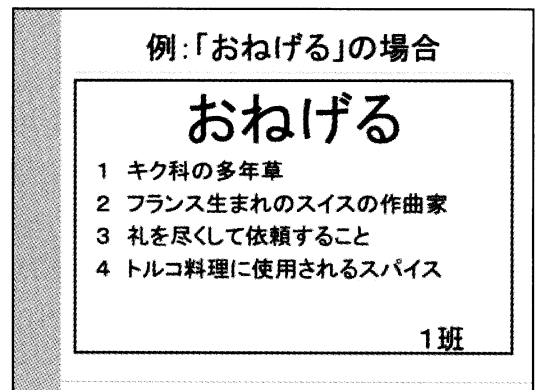 例:「おねげる」の場合
おねげる
1 キク科の多年草
2 フランス生まれのスイスの作曲家
3 礼を尽くして依頼すること
4 トルコ料理に使用されるスパイス
1班